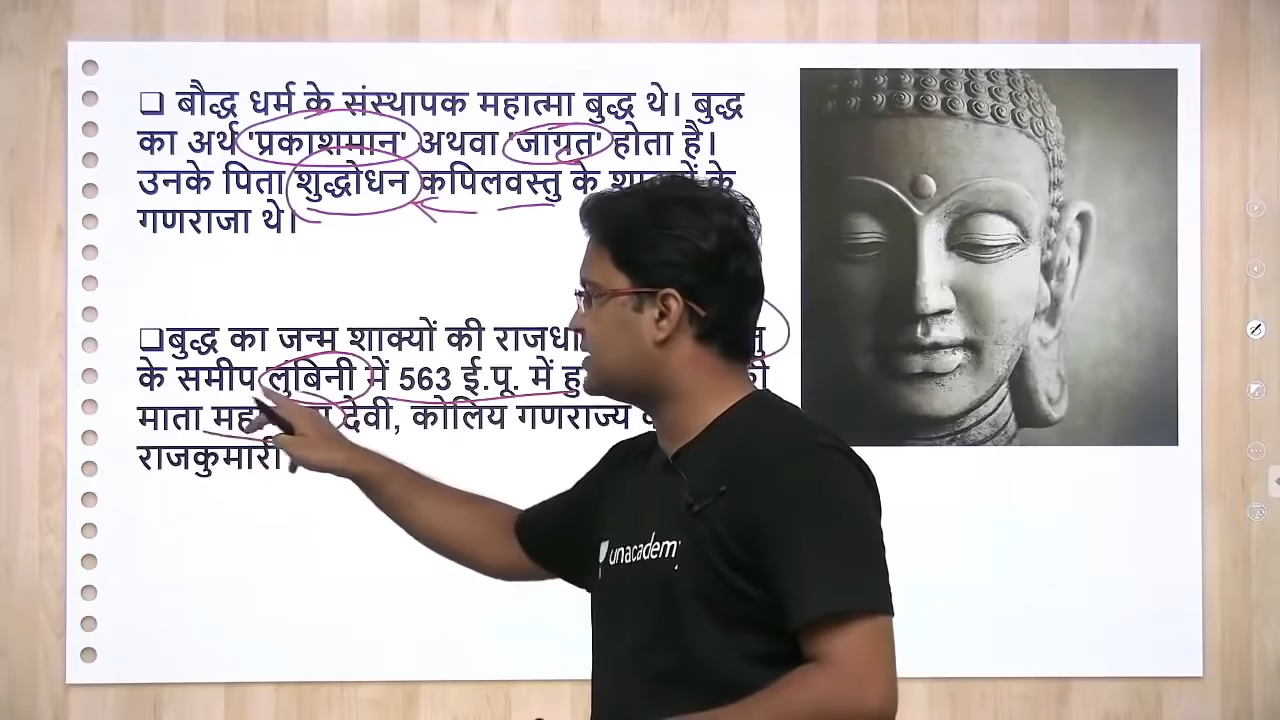 ❑ बौद्ध धर्म के संस्थापक महात्मा बुद्ध थे। बुद्ध
का अर्थ 'प्रकाशमान' अथवा 'जाग्रत' होता है।
उनके पिता शुद्धोधन कपिलवस्तु के के
गणराजा थे।
❑बुद्ध का जन्म शाक्यों की
के समीप लुंबिनी में 563 ई.पू. में
माता देवी, कोलिय गणराज्य
राजकुमारी
unacademy